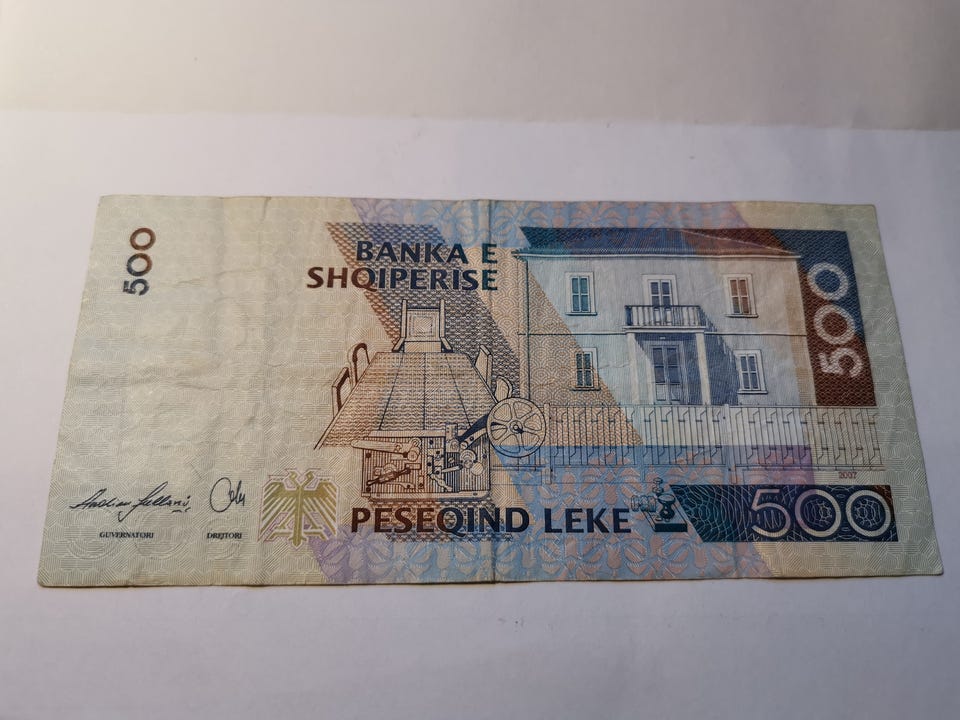 500
BANKA E
SHQIPERISE
500
2007
GUVERNATORI
DREJTORI
PESEQIND LEKE
500